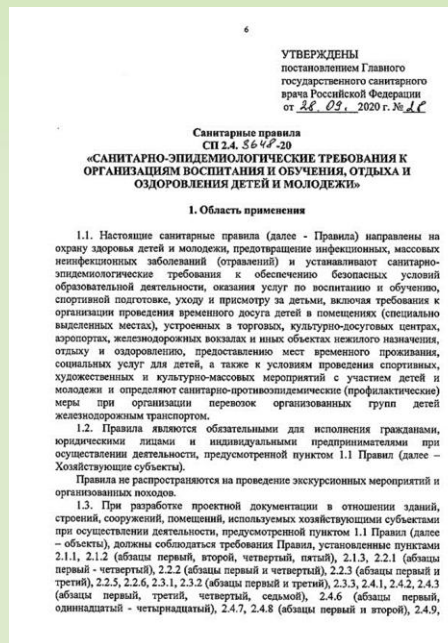 6
УТВЕРЖДЕНЫ
постановлением Главного
государственного санитарного
врача Российской Федерации
от 28.09. 2020 г. № 28
Санитарные правила
СП 2.4. 3648-20
«САНИТАРНО-ЭПИДЕМИОЛОГИЧЕСКИЕ ТРЕБОВАНИЯ К
ОРГАНИЗАЦИЯМ ВОСПИТАНИЯ И ОБУЧЕНИЯ, ОТДЫХА И
ОЗДОРОВЛЕНИЯ ДЕТЕЙ И МОЛОДЕЖИ»
1. Область применения
1.1. Настоящие санитарные правила (далее - Правила) направлены на
охрану здоровья детей и молодежи, предотвращение инфекционных, массовых
неинфекционных заболеваний (отравлений) и устанавливают санитарно-
эпидемиологические требования к обеспечению безопасных условий
образовательной деятельности, оказания услуг по воспитанию и обучению,
спортивной подготовке, уходу и присмотру за детьми, включая требования к
организации проведения временного досуга детей в помещениях (специально
выделенных местах), устроенных в торговых, культурно-досуговых центрах,
аэропортах, железнодорожных вокзалах и иных объектах нежилого назначения,
отдыху и оздоровлению, предоставлению мест временного проживания,
социальных услуг для детей, а также к условиям проведения спортивных,
художественных и культурно-массовых мероприятий с участием детей и
молодежи и определяют санитарно-противоэпидемические (профилактические)
меры при организации перевозок организованных групп детей
железнодорожным транспортом.
1.2. Правила являются обязательными для исполнения гражданами,
юридическими лицами и индивидуальными предпринимателями при
осуществлении деятельности, предусмотренной пунктом 1.1 Правил (далее –
Хозяйствующие субъекты).
Правила не распространяются на проведение экскурсионных мероприятий и
организованных походов.
1.3. При разработке проектной документации в отношении зданий,
строений, сооружений, помещений, используемых хозяйствующими субъектами
при осуществлении деятельности, предусмотренной пунктом 1.1 Правил (далее
– объекты), должны соблюдаться требования Правил, установленные пунктами
2.1.1, 2.1.2 (абзацы первый, второй, четвертый, пятый), 2.1.3, 2.2.1 (абзацы
первый - четвертый), 2.2.2 (абзацы первый и четвертый), 2.2.3 (абзацы первый и
третий), 2.2.5, 2.2.6, 2.3.1, 2.3.2 (абзацы первый и третий), 2.3.3, 2.4.1, 2.4.2, 2.4.3
(абзацы первый, третий, четвертый, седьмой), 2.4.6 (абзацы первый,
одиннадцатый - четырнадцатый), 2.4.7, 2.4.8 (абзацы первый и второй), 2.4.9,